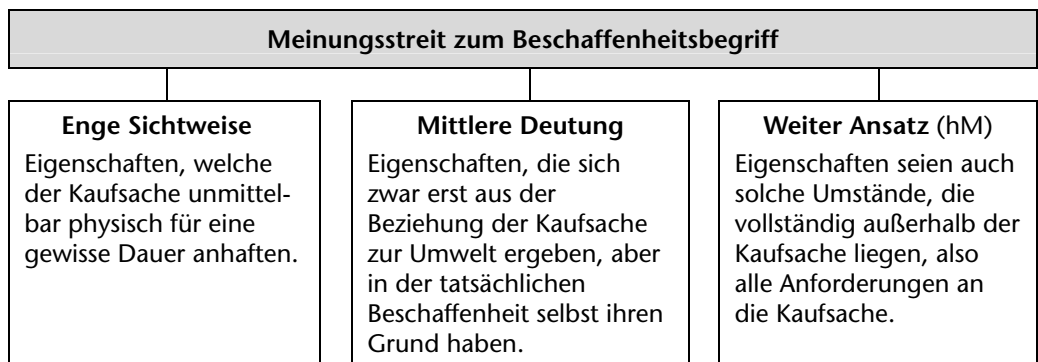 Meinungsstreit zum Beschaffenheitsbegriff
Enge Sichtweise
Eigenschaften, welche
der Kaufsache unmittel-
bar physisch für eine
gewisse Dauer anhaften.
Mittlere Deutung
Eigenschaften, die sich
zwar erst aus der
Beziehung der Kaufsache
zur Umwelt ergeben, aber
in der tatsächlichen
Beschaffenheit selbst ihren
Grund haben.
Weiter Ansatz (hM)
Eigenschaften seien auch
solche Umstände, die
vollständig außerhalb der
Kaufsache liegen, also
alle Anforderungen an
die Kaufsache.